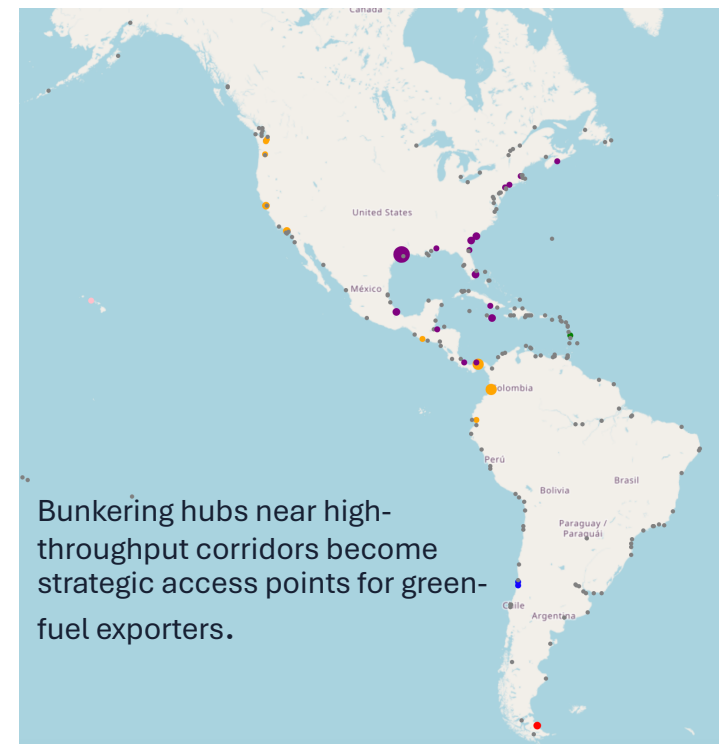 Canada
United States
México
olombia
Perú
Brasil
Bolivia
Paraguay /
Paraguái
Chile
Argentina
Bunkering hubs near high-
throughput corridors become
strategic access points for green-
fuel exporters.